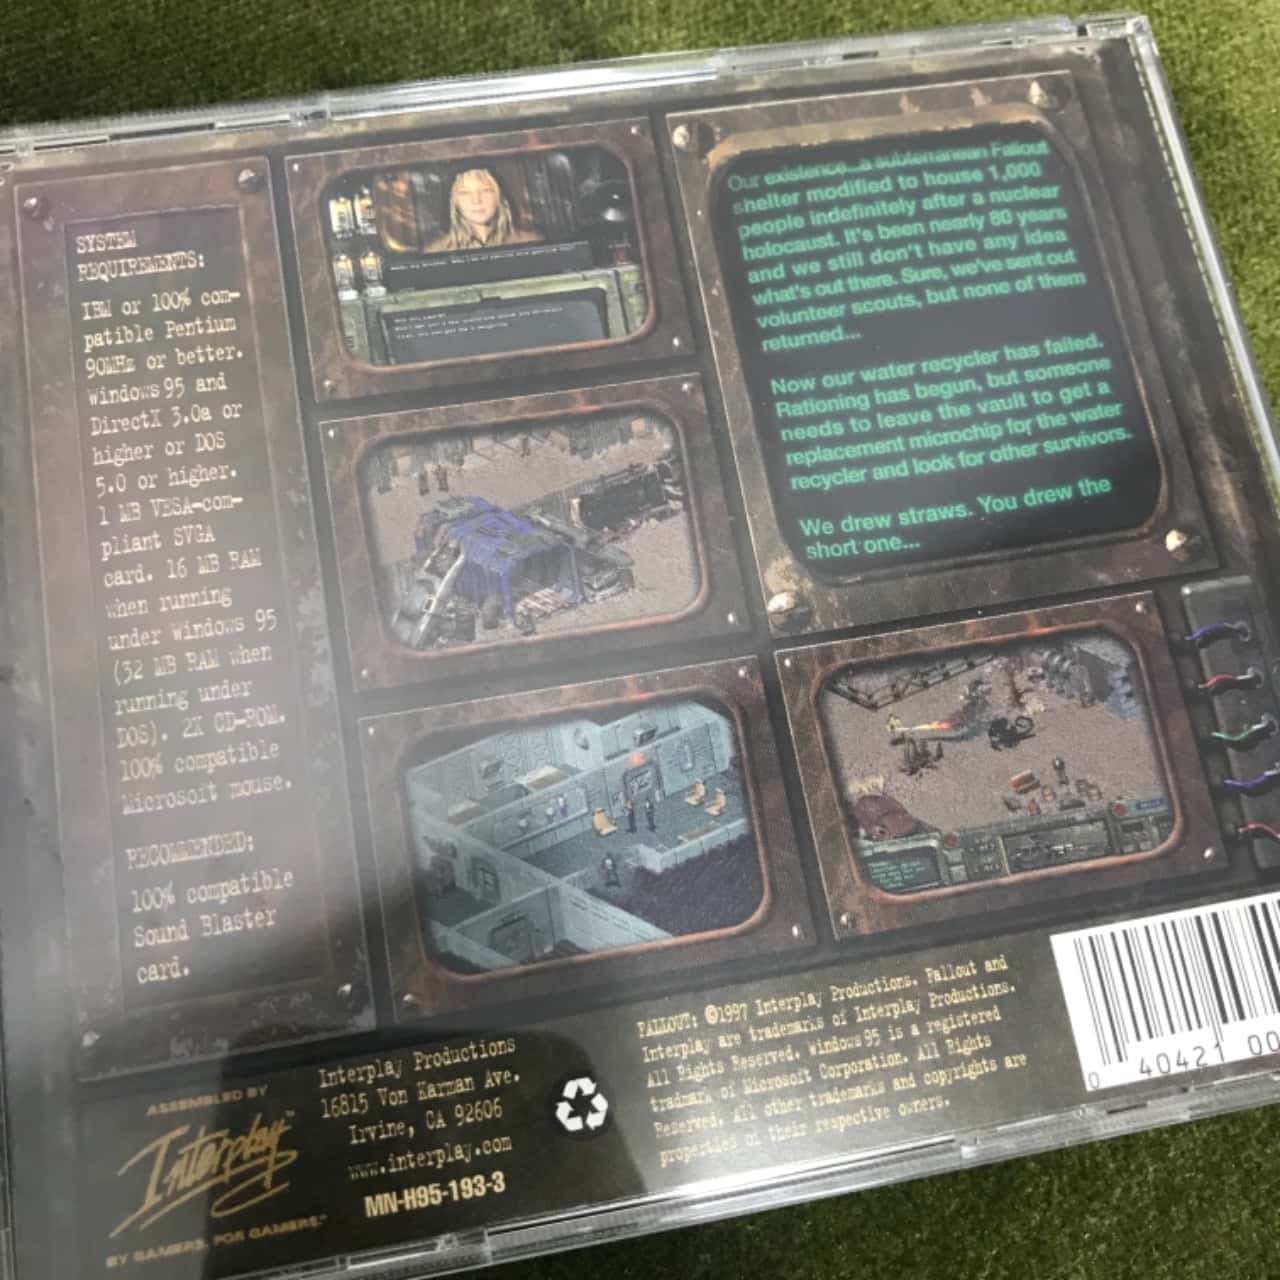 SYSTEM
REQUIREMENTS:
IBM or 100% com-
patible Pentium
90MHz or better.
Windows 95 and
DirectX 3.0a or
higher or DOS
5.0 or higher.
1 MB VESA-com-
pliant SVGA
card. 16 MB RAM
when running
under Windows 95
(32 MB RAM when
running under
DOS). 2X CD-ROM.
100% compatible
Microsoft mouse.
RECOMMENDED:
100% compatible
Sound Blaster
card.
Our existence...a subterranean Fallout
shelter modified to house 1,000
people indefinitely after a nuclear
holocaust. It's been nearly 80 years
and we still don't have any idea
what's out there. Sure, we've sent out
volunteer scouts, but none of them
returned...
Now our water recycler has failed.
Rationing has begun, but someone
needs to leave the vault to get a
replacement microchip for the water
recycler and look for other survivors.
We drew straws. You drew the
short one...
ASSEMBLED BY
Interplay™
BY GAMERS. FOR GAMERS.™
Interplay Productions
16815 Von Karman Ave.
Irvine, CA 92606
www.interplay.com
MN-H95-193-3
FALLOUT: ©1997 Interplay Productions. Fallout and
Interplay are trademarks of Interplay Productions.
All Rights Reserved. Windows 95 is a registered
trademark of Microsoft Corporation. All Rights
Reserved. All other trademarks and copyrights are
properties of their respective owners.
0 40421 00